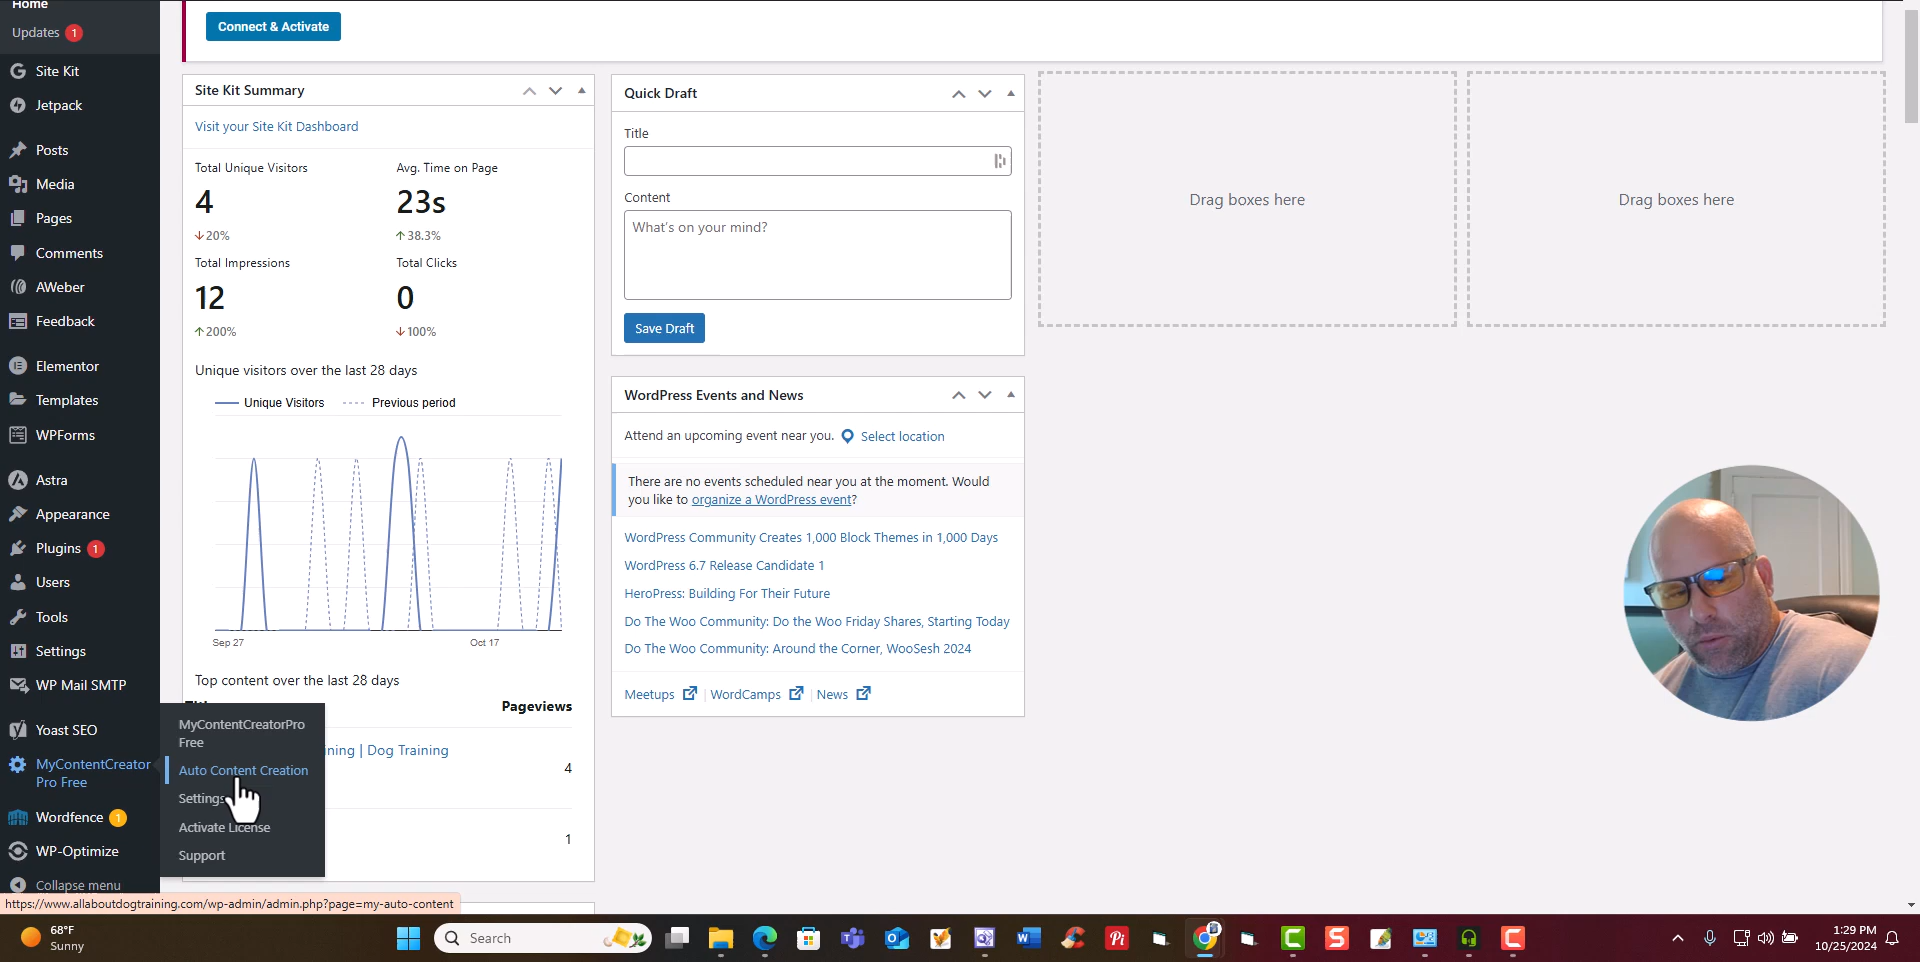 Home
Updates 1
Site Kit
Jetpack
Posts
Media
Pages
Comments
AWeber
Feedback
Elementor
Templates
WPForms
Astra
Appearance
Plugins 1
Users
Tools
Settings
WP Mail SMTP
Yoast SEO
MyContentCreator
Pro Free
Wordfence 1
WP-Optimize
Collapse menu
MyContentCreatorPro
Free
Auto Content Creation
Settings
Activate License
Support
Connect & Activate
Site Kit Summary
Visit your Site Kit Dashboard
Total Unique Visitors
4
20%
Avg. Time on Page
23s
38.3%
Total Impressions
12
200%
Total Clicks
0
100%
Unique visitors over the last 28 days
Unique Visitors
Previous period
Sep 27
Oct 17
Top content over the last 28 days
Pageviews
ining | Dog Training
4
1
Quick Draft
Title
Content
What's on your mind?
Save Draft
WordPress Events and News
Attend an upcoming event near you. Select location
There are no events scheduled near you at the moment. Would
you like to organize a WordPress event?
WordPress Community Creates 1,000 Block Themes in 1,000 Days
WordPress 6.7 Release Candidate 1
HeroPress: Building For Their Future
Do The Woo Community: Do the Woo Friday Shares, Starting Today
Do The Woo Community: Around the Corner, WooSesh 2024
Meetups | WordCamps | News
Drag boxes here
Drag boxes here
https://www.allaboutdogtraining.com/wp-admin/admin.php?page=my-auto-content
68°F
Sunny
Search
Pi
1:29 PM
10/25/2024